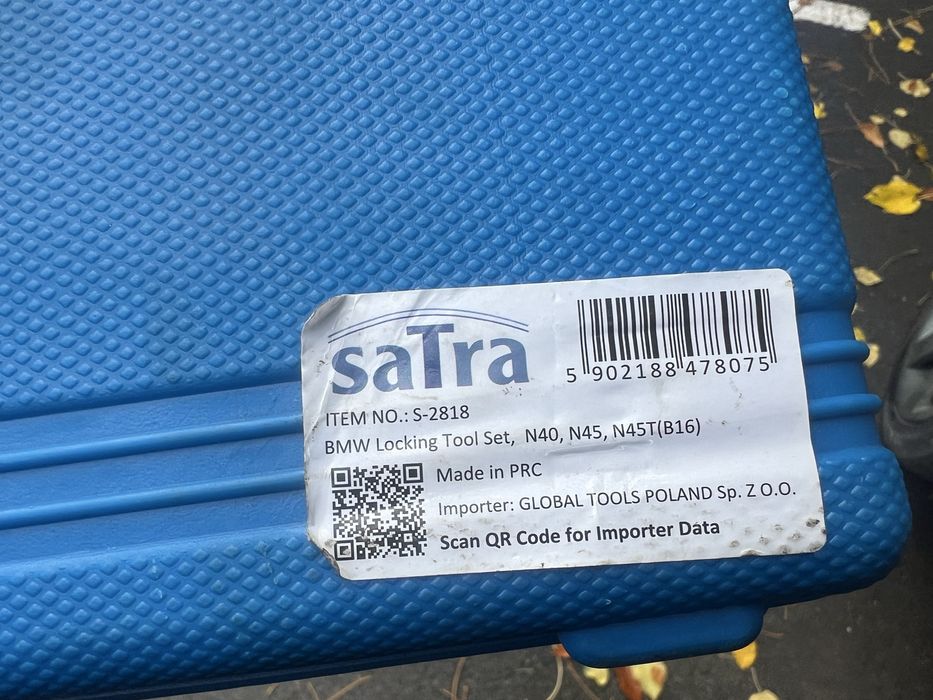 saTra
5 902188 478075
ITEM NO.: S-2818
BMW Locking Tool Set, N40, N45, N45T(B16)
Made in PRC
Importer: GLOBAL TOOLS POLAND Sp. Z O.O.
Scan QR Code for Importer Data